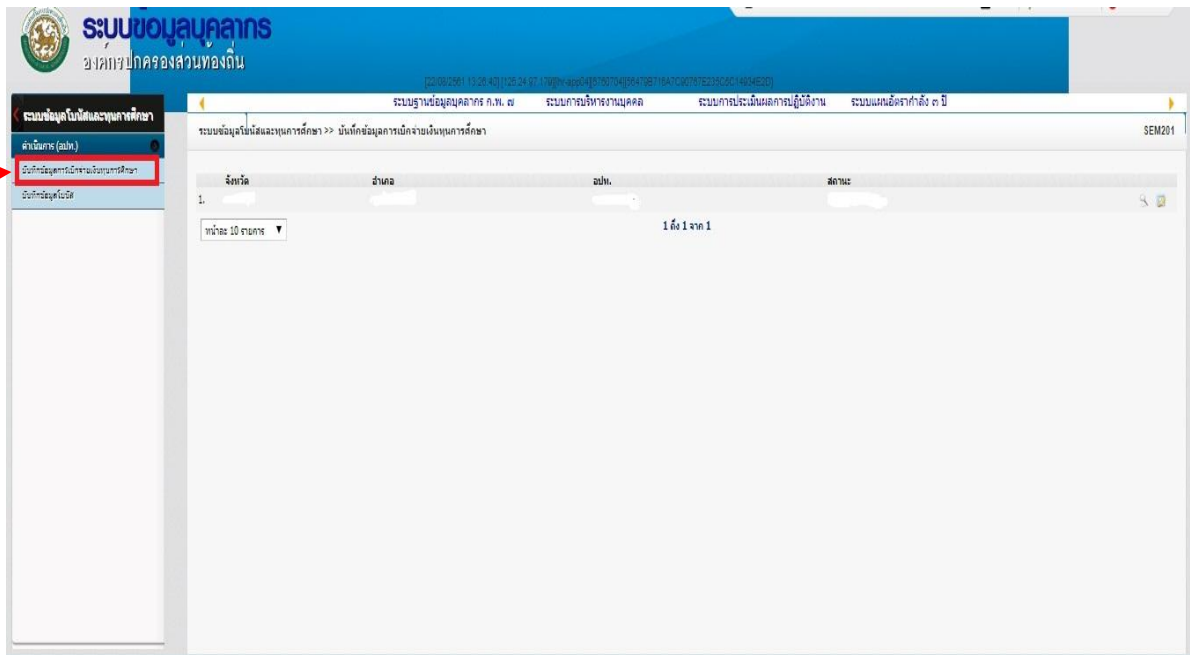 ระบบข้อมูลบุคลากร
องค์กรปกครองส่วนท้องถิ่น
ระบบฐานข้อมูลบุคลากร ก.พ. ๗ ระบบการบริหารงานบุคคล ระบบการประเมินผลการปฏิบัติงาน ระบบแผนอัตรากำลัง ๓ ปี
ระบบข้อมูลโบนัสและทุนการศึกษา
ดำเนินการ (อปท.)
บันทึกข้อมูลการเบิกจ่ายเงินทุนการศึกษา
บันทึกข้อมูลโบนัส
ระบบข้อมูลโบนัสและทุนการศึกษา >> บันทึกข้อมูลการเบิกจ่ายเงินทุนการศึกษา SEM201
จังหวัด อำเภอ อปท. สถานะ
1.
หน้าละ 10 รายการ ▼ 1 ถึง 1 จาก 1